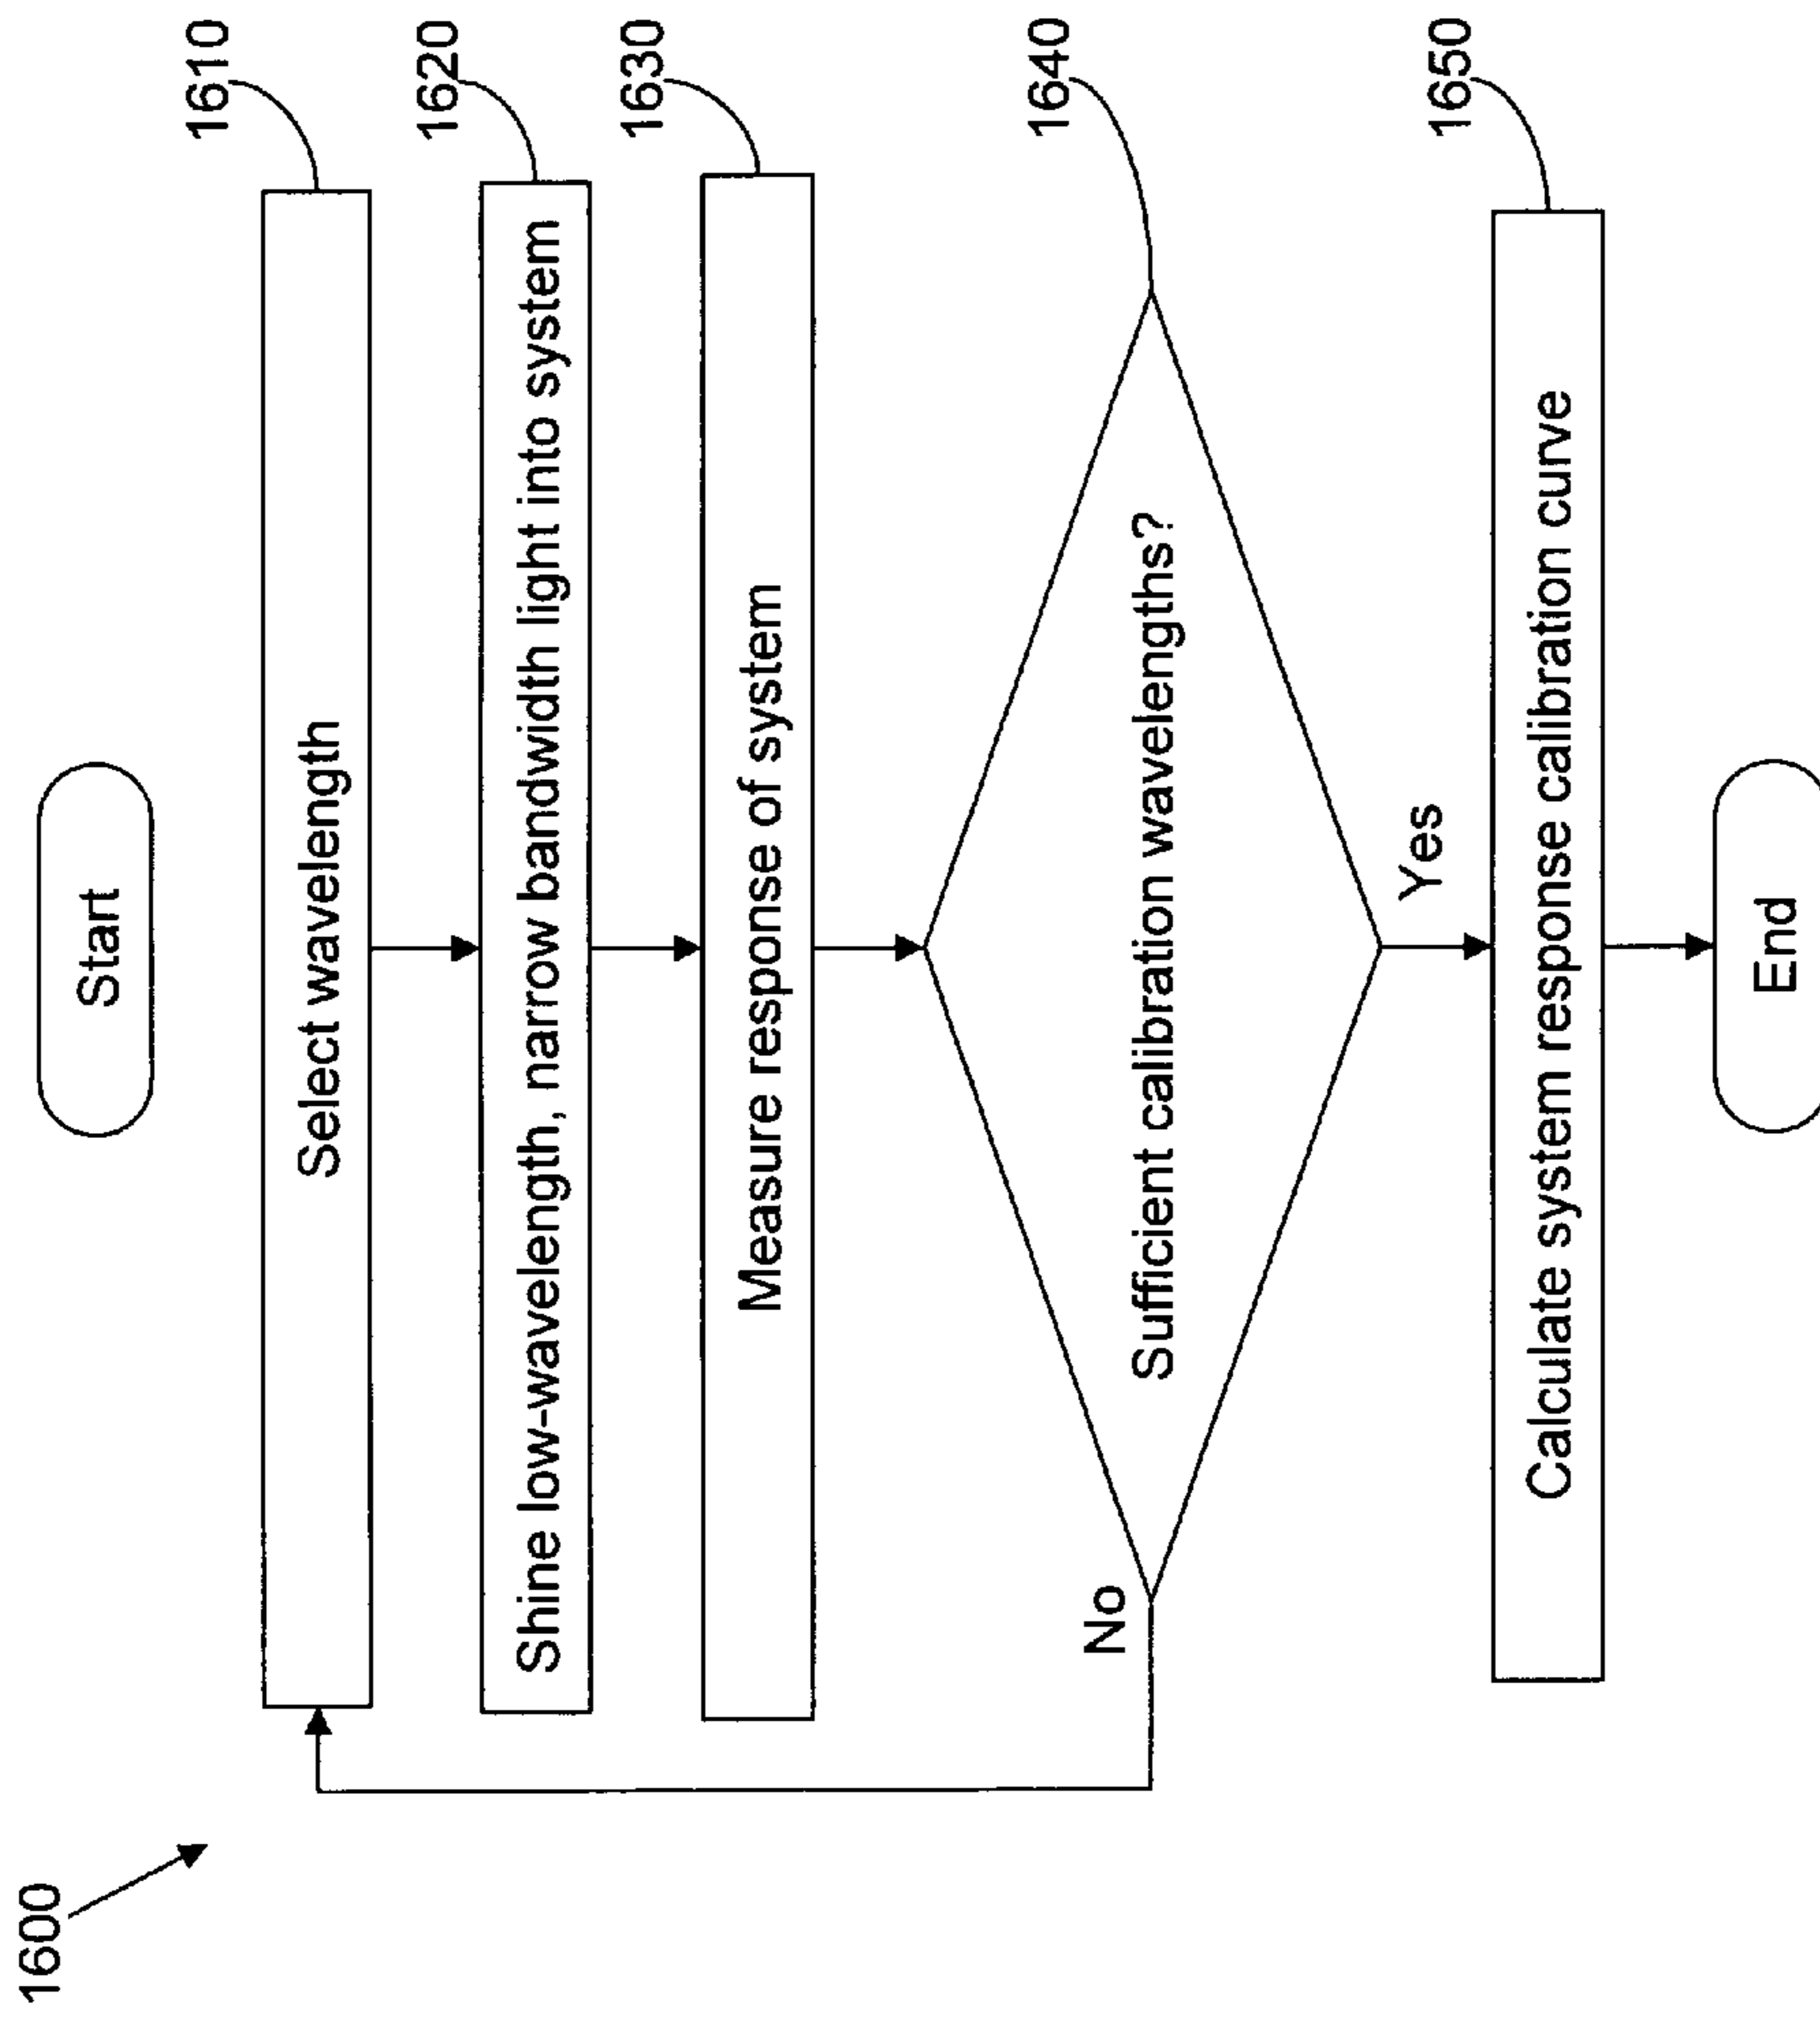 1600
Start
Select wavelength
1610
Shine low-wavelength, narrow bandwidth light into system
1620
Measure response of system
1630
Sufficient calibration wavelengths?
1640
No
Yes
Calculate system response calibration curve
1650
End